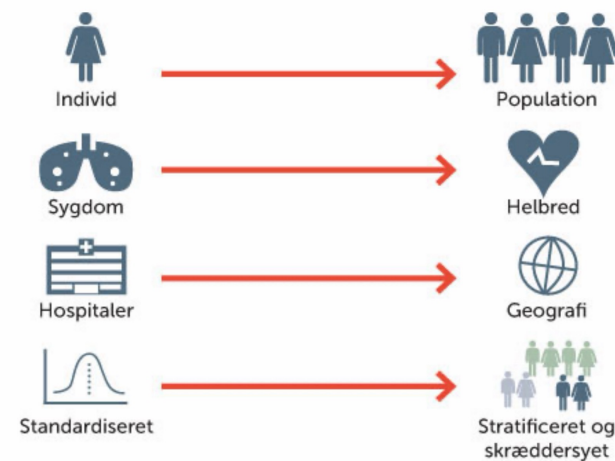 Individ
Population
Sygdom
Helbred
Hospitaler
Geografi
Standardiseret
Stratificeret og
skræddersyet